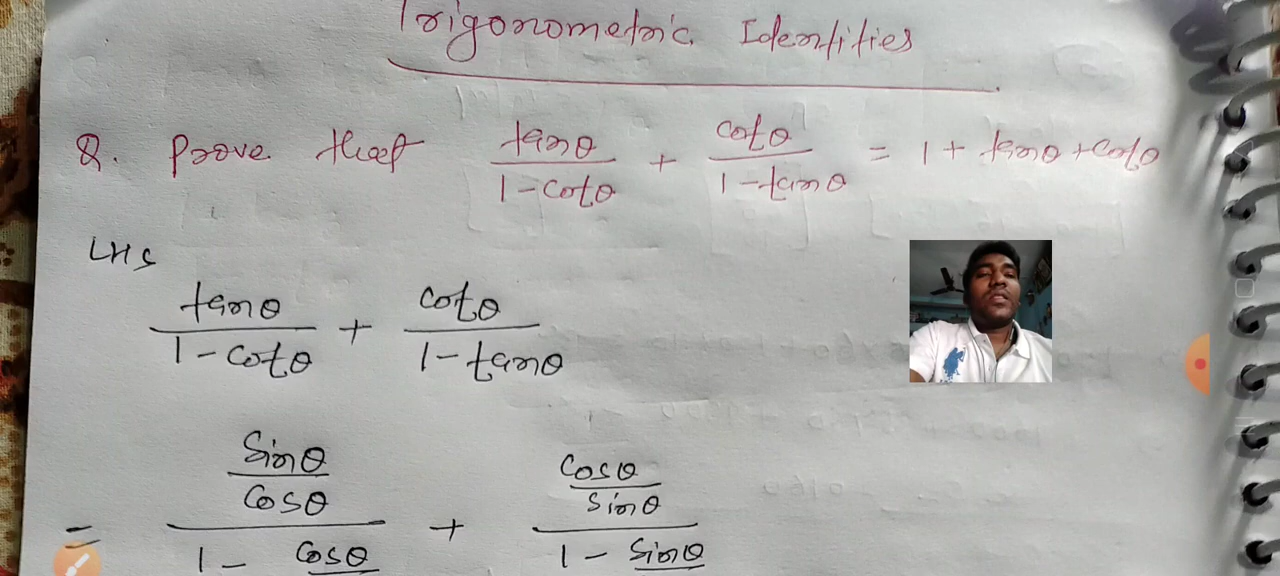 Trigonometric Identities
Q. Prove that tanθ/1-cotθ + cotθ/1-tanθ = 1 + tanθ + cotθ
LHS
tanθ/1-cotθ + cotθ/1-tanθ
= sinθ/cosθ / 1 - cosθ + cosθ/sinθ / 1 - sinθ